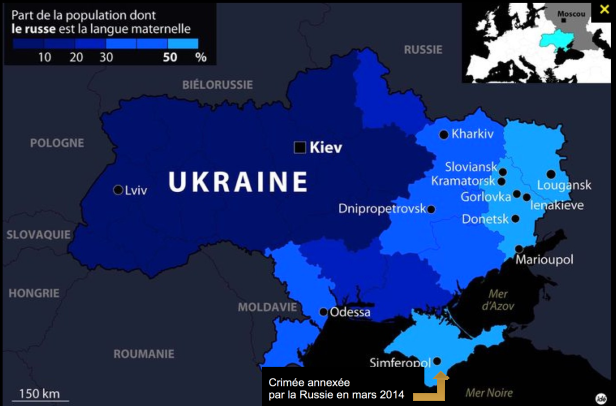 Part de la population dont
le russe est la langue maternelle
10 20 30 50 %
Moscou
RUSSIE
BIÉLORUSSIE
POLOGNE
Kiev
Kharkiv
Sloviansk
Kramatorsk
Lougansk
Lviv
UKRAINE
Gorlovka
Ienakieve
Dnipropetrovsk
Donetsk
SLOVAQUIE
Marioupol
HONGRIE
MOLDAVIE
Mer
d'Azov
Odessa
ROUMANIE
Simferopol
Crimée annexée
par la Russie en mars 2014
150 km
Mer Noire
ide